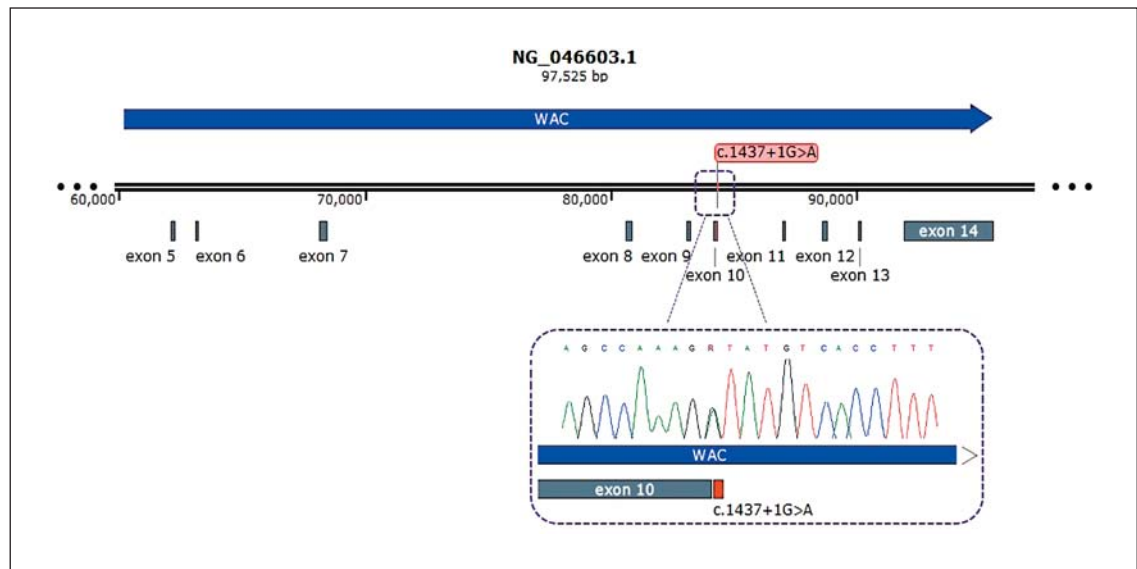 NG_046603.1
97,525 bp
WAC
c.1437+1G>A
60,000 70,000 80,000 90,000
exon 5 exon 6 exon 7 exon 8 exon 9 exon 10 exon 11 exon 12 exon 13 exon 14
A G C C A A A G R T A T G T C A C C T T T
WAC
exon 10
c.1437+1G>A